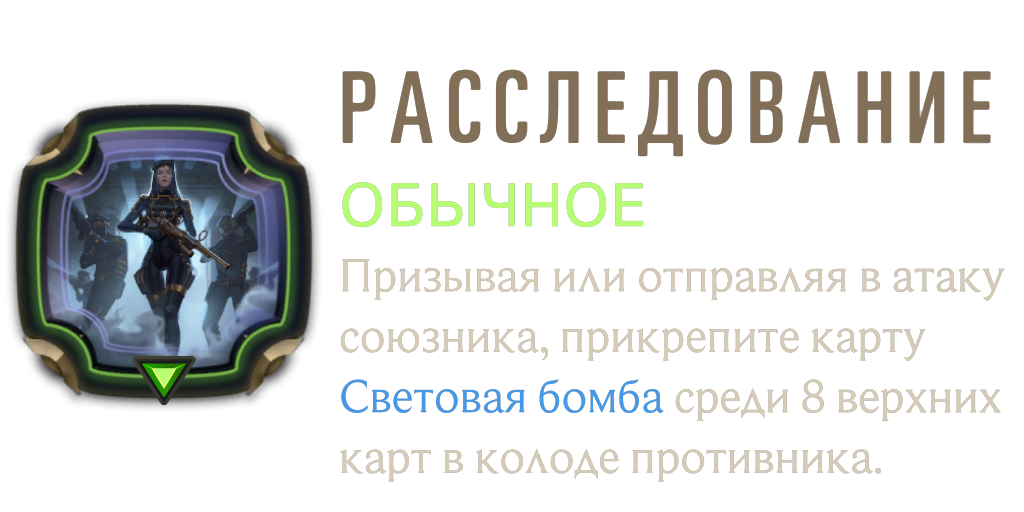 РАССЛЕДОВАНИЕ
ОБЫЧНОЕ
Призывая или отправляя в атаку
союзника, прикрепите карту
Световая бомба среди 8 верхних
карт в колоде противника.